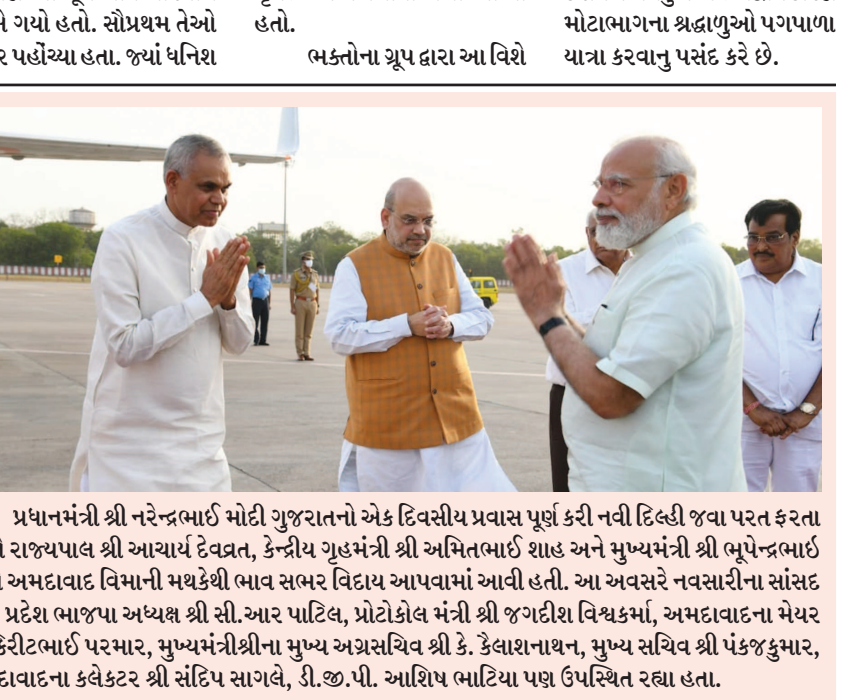 ગયો હતો. સૌપ્રથમ તેઓ
પહોંચ્યા હતા. જ્યાં ધનિશ
હતો.
ભક્તોના ગ્રૂપ દ્વારા આ વિશે
મોટાભાગના શ્રદ્ધાળુઓ પગપાળા
યાત્રા કરવાનુ પસંદ કરે છે.
પ્રધાનમંત્રી શ્રી નરેન્દ્રભાઈ મોદી ગુજરાતનો એક દિવસીય પ્રવાસ પૂર્ણ કરી નવી દિલ્હી જવા પરત ફરતા
રાજ્યપાલ શ્રી આચાર્ય દેવવ્રત, કેન્દ્રીય ગૃહમંત્રી શ્રી અમિતભાઈ શાહ અને મુખ્યમંત્રી શ્રી ભૂપેન્દ્રભાઇ
અમદાવાદ વિમાની મથકેથી ભાવ સભર વિદાય આપવામાં આવી હતી. આ અવસરે નવસારીના સાંસદ
પ્રદેશ ભાજપા અધ્યક્ષ શ્રી સી.આર પાટિલ, પ્રોટોકોલ મંત્રી શ્રી જગદીશ વિશ્વકર્મા, અમદાવાદના મેયર
કિરીટભાઈ પરમાર, મુખ્યમંત્રીશ્રીના મુખ્ય અગ્રસચિવ શ્રી કે. કૈલાશનાથન, મુખ્ય સચિવ શ્રી પંકજકુમાર,
દાવાદના કલેકટર શ્રી સંદિપ સાગલે, ડી.જી.પી. આશિષ ભાટિયા પણ ઉપસ્થિત રહ્યા હતા.